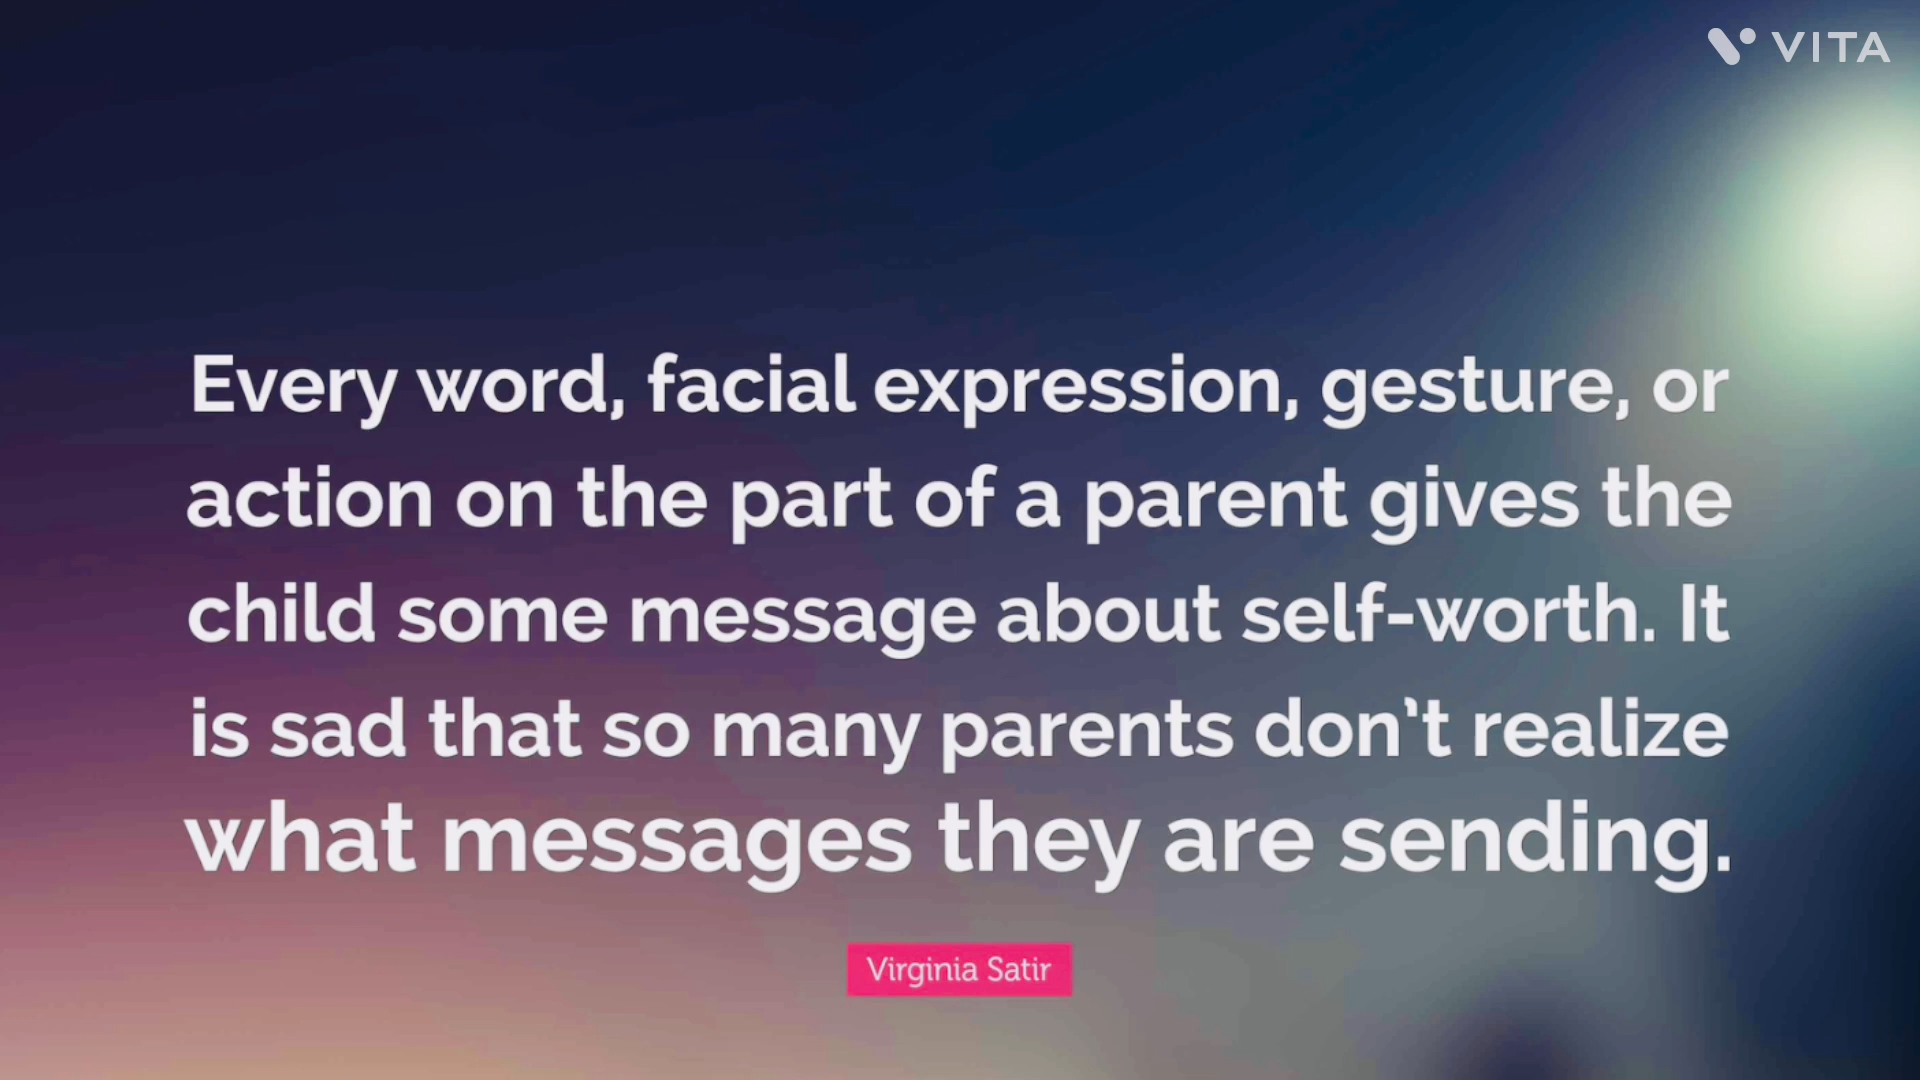 VITA
Every word, facial expression, gesture, or
action on the part of a parent gives the
child some message about self-worth. It
is sad that so many parents don’t realize
what messages they are sending.
Virginia Satir